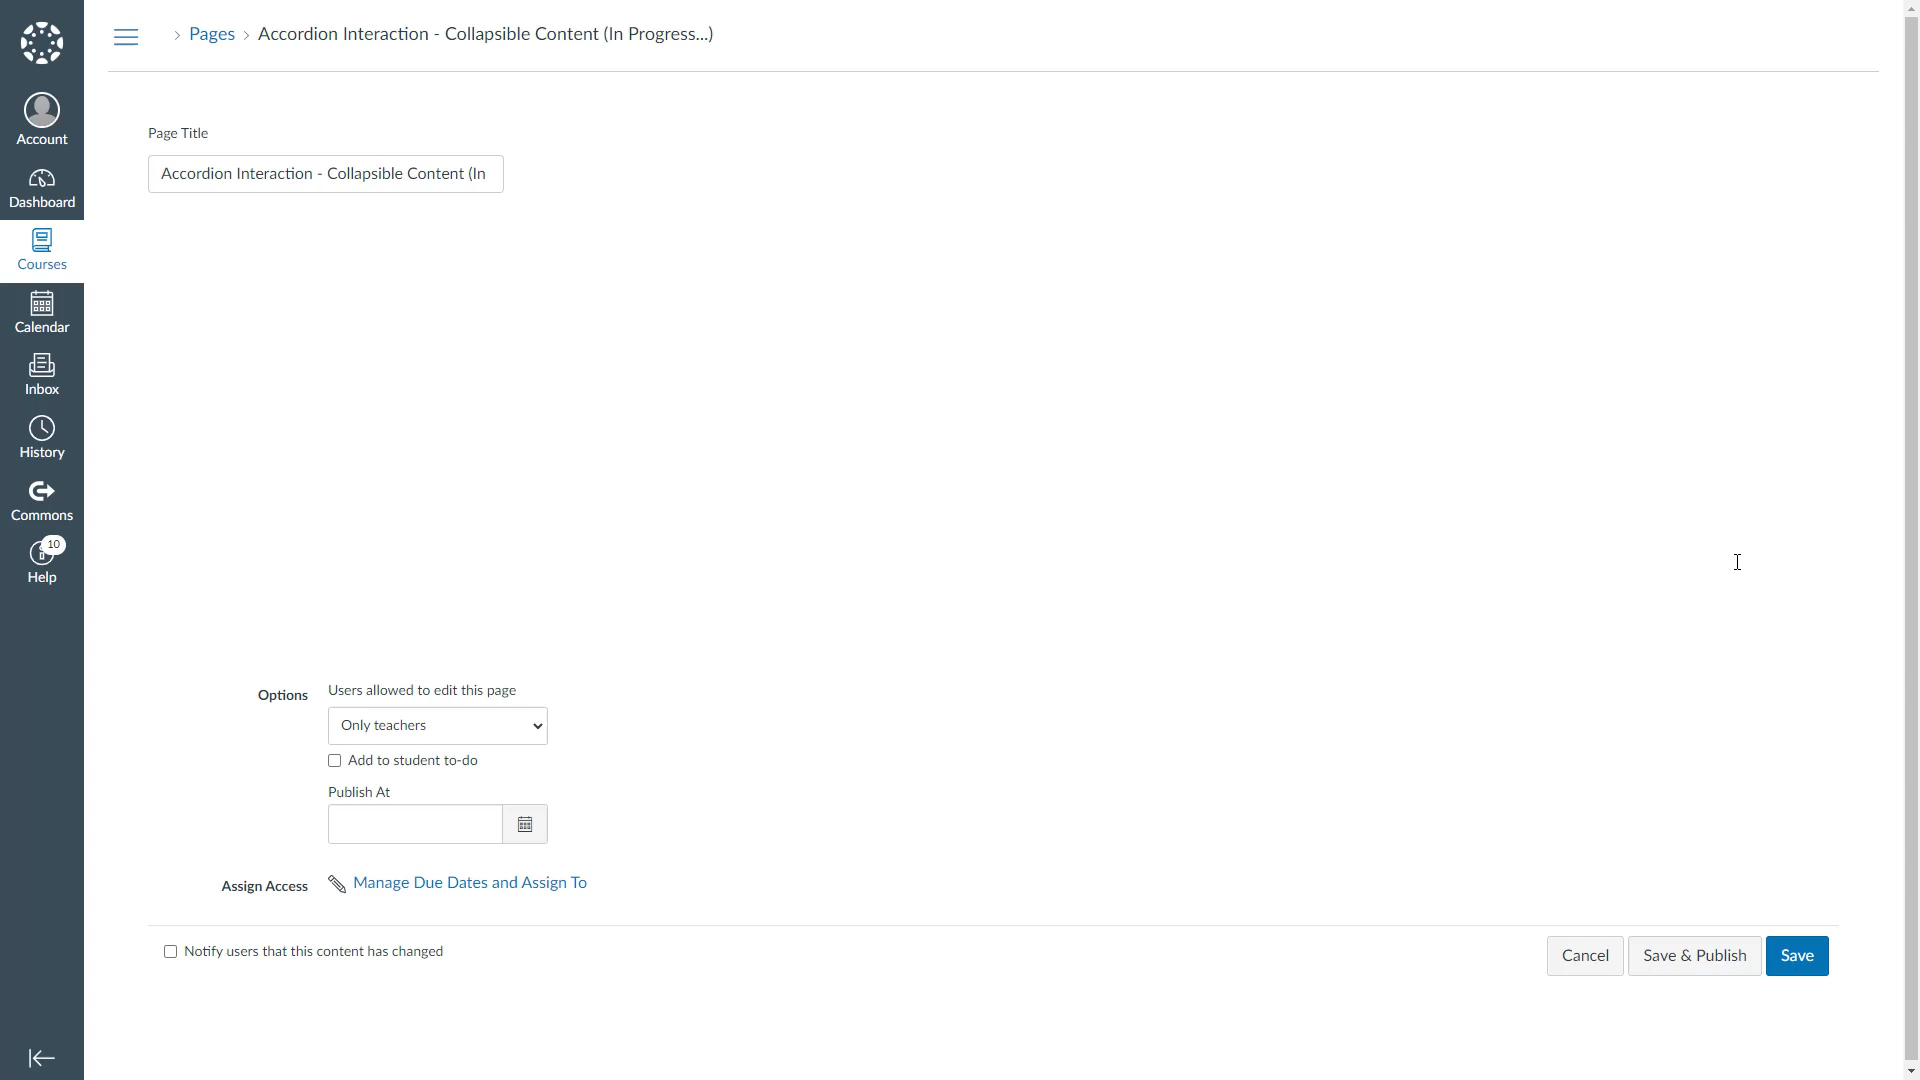 Pages
Accordion Interaction - Collapsible Content (In Progress...)
Account
Dashboard
Courses
Calendar
Inbox
History
Commons
10
Help
Page Title
Accordion Interaction - Collapsible Content (In
Options
Users allowed to edit this page
Only teachers
Add to student to-do
Publish At
Assign Access
Manage Due Dates and Assign To
Notify users that this content has changed
Cancel
Save & Publish
Save